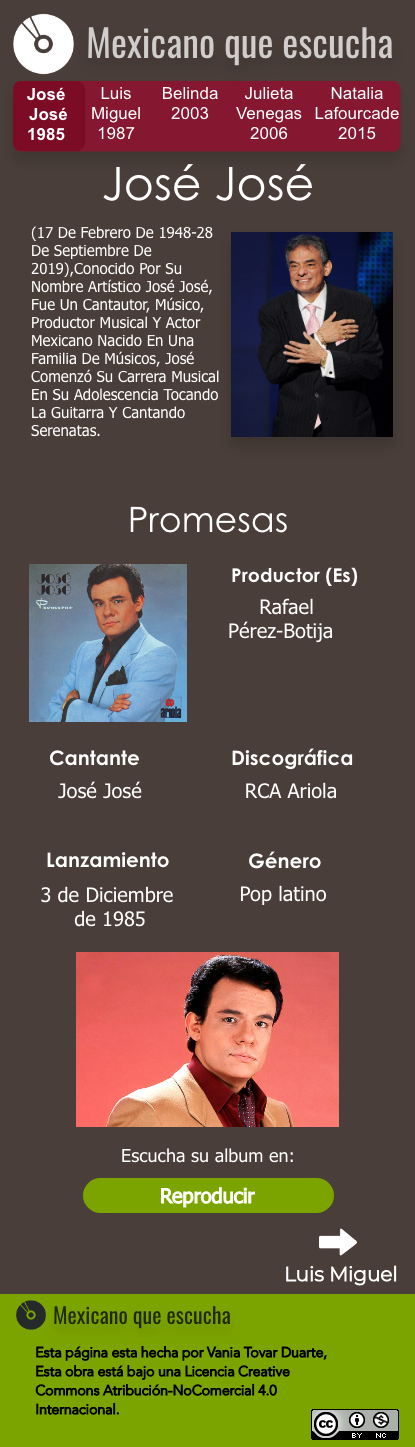 Mexicano que escucha
José José 1985
Luis Miguel 1987
Belinda 2003
Julieta Venegas 2006
Natalia Lafourcade 2015
José José
(17 De Febrero De 1948-28
De Septiembre De
2019),Conocido Por Su
Nombre Artístico José José,
Fue Un Cantautor, Músico,
Productor Musical Y Actor
Mexicano Nacido En Una
Familia De Músicos, José
Comenzó Su Carrera Musical
En Su Adolescencia Tocando
La Guitarra Y Cantando
Serenatas.
Promesas
JOSÉ
JOSÉ
Promesas
ariola
Productor (Es)
Rafael
Pérez-Botija
Cantante
José José
Discográfica
RCA Ariola
Lanzamiento
3 de Diciembre
de 1985
Género
Pop latino
Escucha su album en:
Reproducir
Luis Miguel
Mexicano que escucha
Esta página esta hecha por Vania Tovar Duarte,
Esta obra está bajo una Licencia Creative
Commons Atribución-NoComercial 4.0
Internacional.
cc BY NC